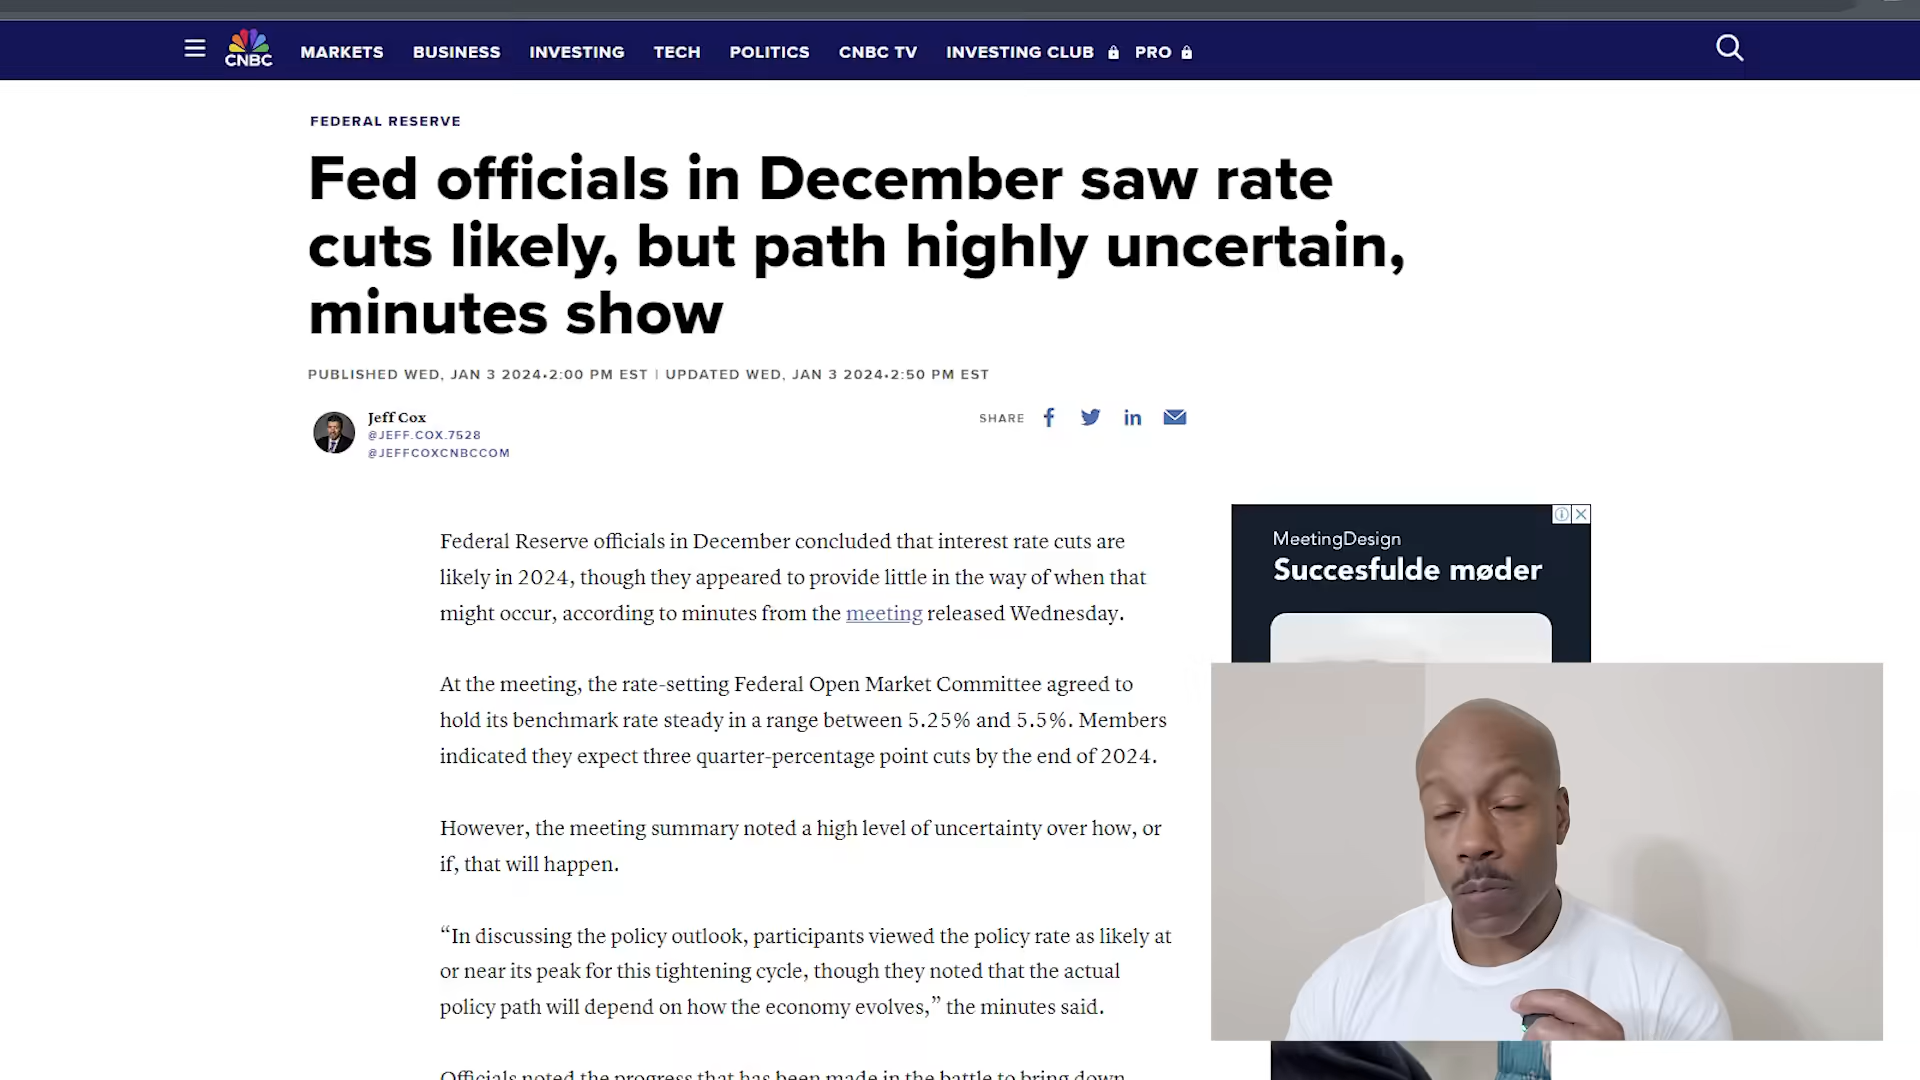 CNBC
MARKETS BUSINESS INVESTING TECH POLITICS CNBC TV INVESTING CLUB PRO
FEDERAL RESERVE
Fed officials in December saw rate
cuts likely, but path highly uncertain,
minutes show
PUBLISHED WED, JAN 3 2024•2:00 PM EST | UPDATED WED, JAN 3 2024•2:50 PM EST
Jeff Cox
@JEFF.COX.7528
@JEFFCOXCNBCCOM
SHARE
Federal Reserve officials in December concluded that interest rate cuts are
likely in 2024, though they appeared to provide little in the way of when that
might occur, according to minutes from the meeting released Wednesday.
At the meeting, the rate-setting Federal Open Market Committee agreed to
hold its benchmark rate steady in a range between 5.25% and 5.5%. Members
indicated they expect three quarter-percentage point cuts by the end of 2024.
However, the meeting summary noted a high level of uncertainty over how, or
if, that will happen.
“In discussing the policy outlook, participants viewed the policy rate as likely at
or near its peak for this tightening cycle, though they noted that the actual
policy path will depend on how the economy evolves,” the minutes said.
Officials noted the progress that has been made in the battle to bring down
MeetingDesign
Succesfulde møder